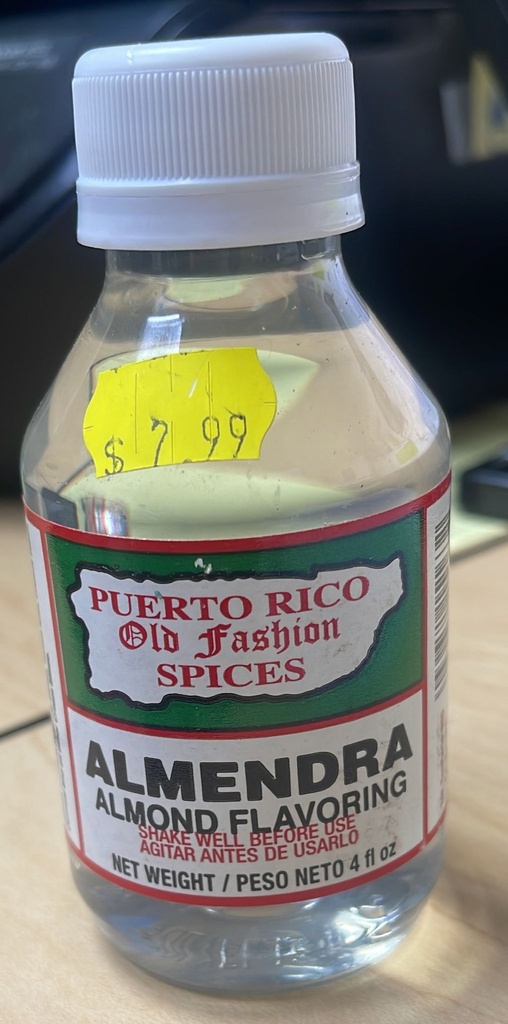 $ 7.99
PUERTO RICO
Old Fashion
SPICES
ALMENDRA
ALMOND FLAVORING
SHAKE WELL BEFORE USE
AGITAR ANTES DE USARLO
NET WEIGHT / PESO NETO 4 fl oz